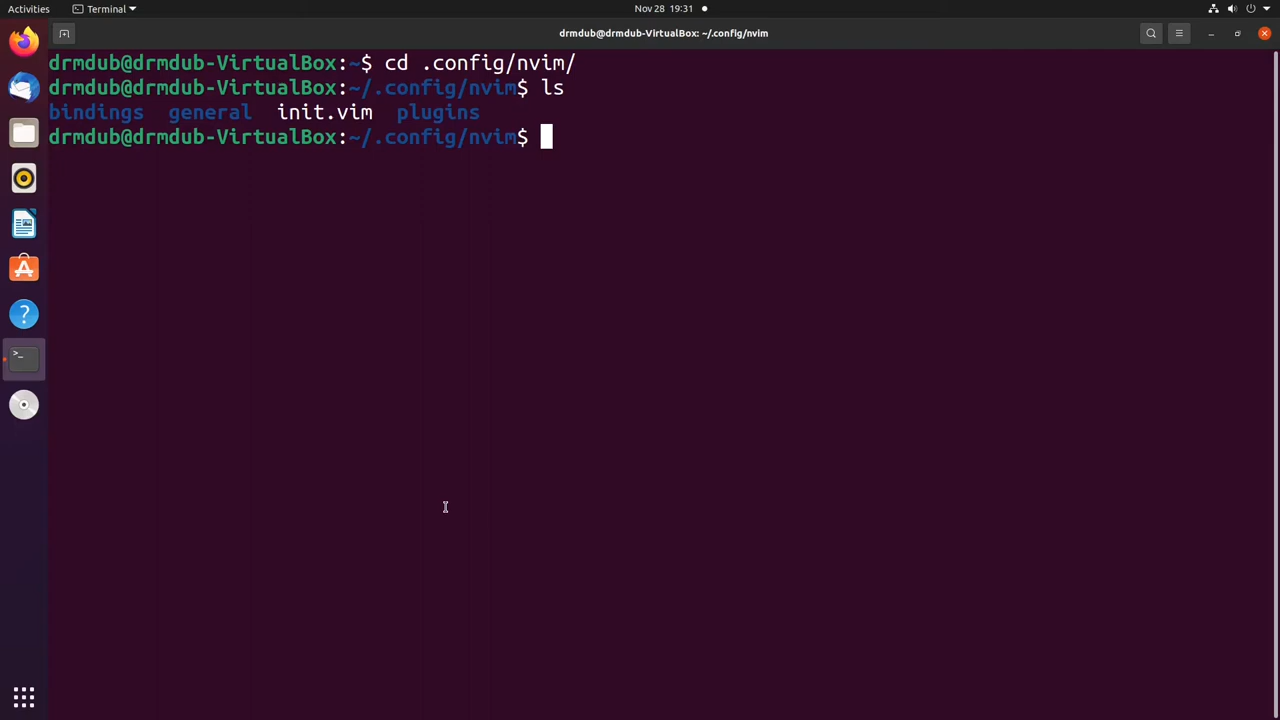 Activities
Terminal
Nov 28 19:31
drmdub@drmdub-VirtualBox: ~/.config/nvim
drmdub@drmdub-VirtualBox:~$ cd .config/nvim/
drmdub@drmdub-VirtualBox:~/.config/nvim$ ls
bindings general init.vim plugins
drmdub@drmdub-VirtualBox:~/.config/nvim$